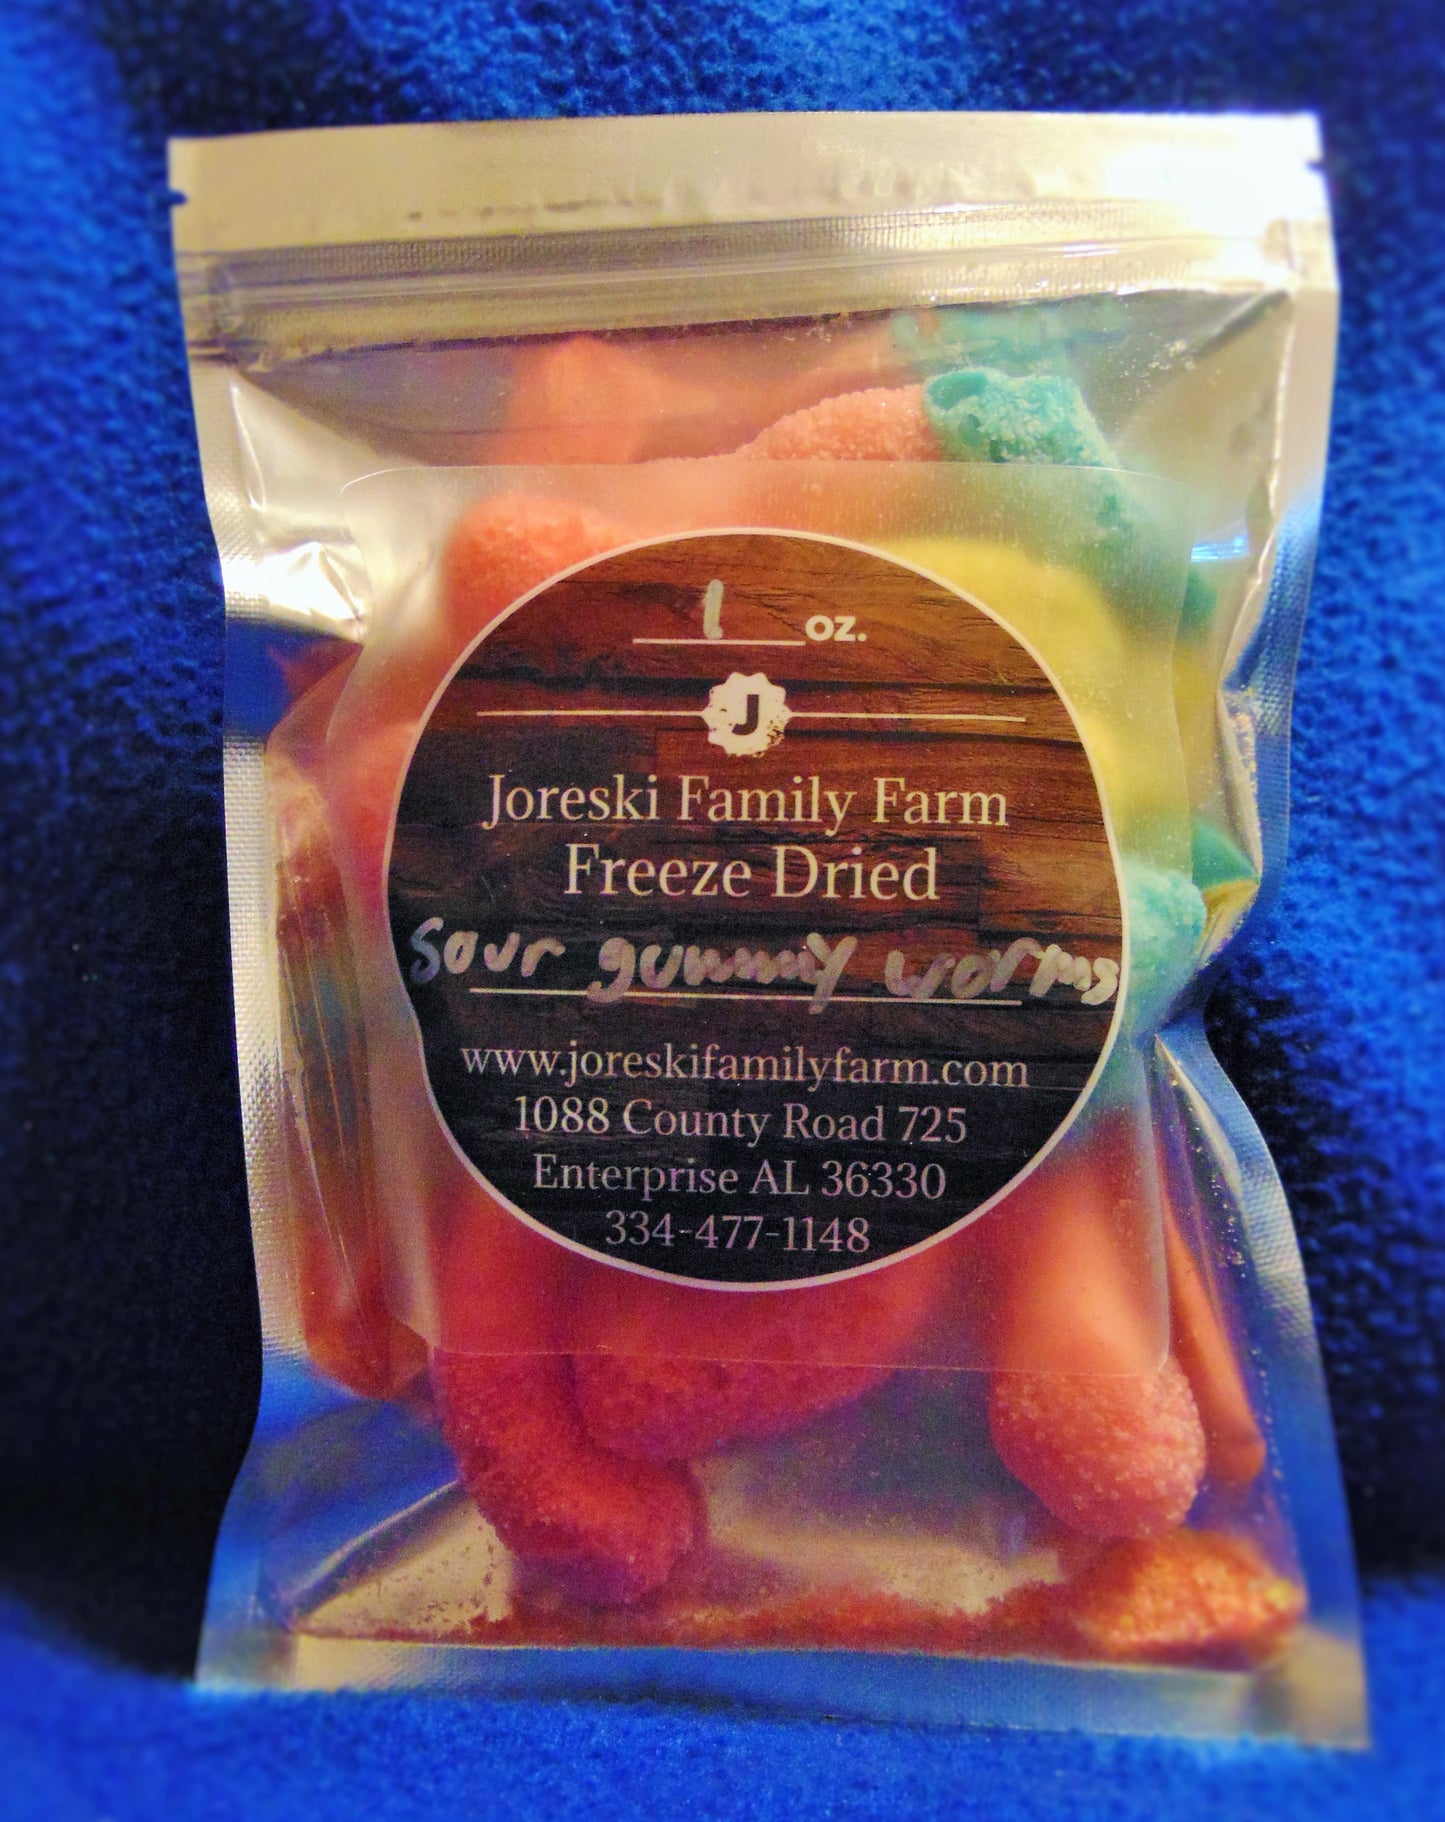 1 oz.
J
Joreski Family Farm
Freeze Dried
Sour gummy worms
www.joreskifamilyfarm.com
1088 County Road 725
Enterprise AL 36330
334-477-1148